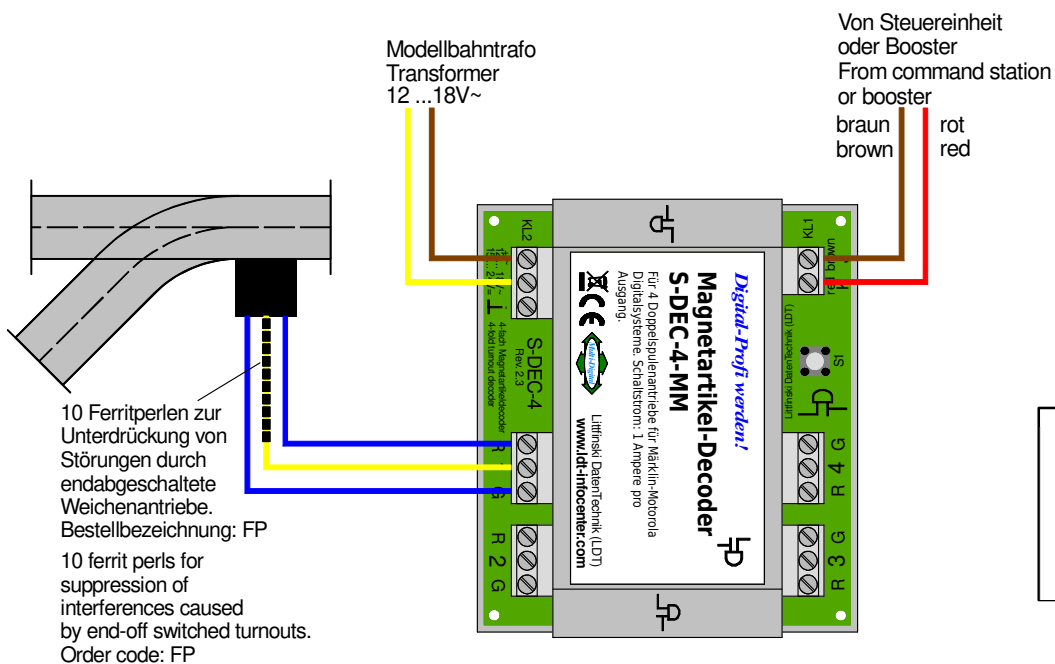 Modellbahntrafo
Transformer
12 ...18V~
Von Steuereinheit
oder Booster
From command station
or booster
braun
brown
rot
red
10 Ferritperlen zur
Unterdrückung von
Störungen durch
endabgeschaltete
Weichenantriebe.
Bestellbezeichnung: FP
10 ferrit perls for
suppression of
interferences caused
by end-off switched turnouts.
Order code: FP
KL2
S-DEC-4
Rev. 2.3
4-fach Magnetartikeldecoder
4-fold turnout decoder
R
G
R 2 G
Digital-Profi werden!
Magnetartikel-Decoder
S-DEC-4-MM
Für 4 Doppelspulenantriebe für Märklin-Motorola
Digitalsysteme. Schaltstrom: 1 Ampere pro
Ausgang.
CE
Multi-Digital
Littfinski DatenTechnik (LDT)
www.ldt-infocenter.com
KL1
red brown
Littfinski DatenTechnik (LDT)
S1
R 4 G
R 3 G